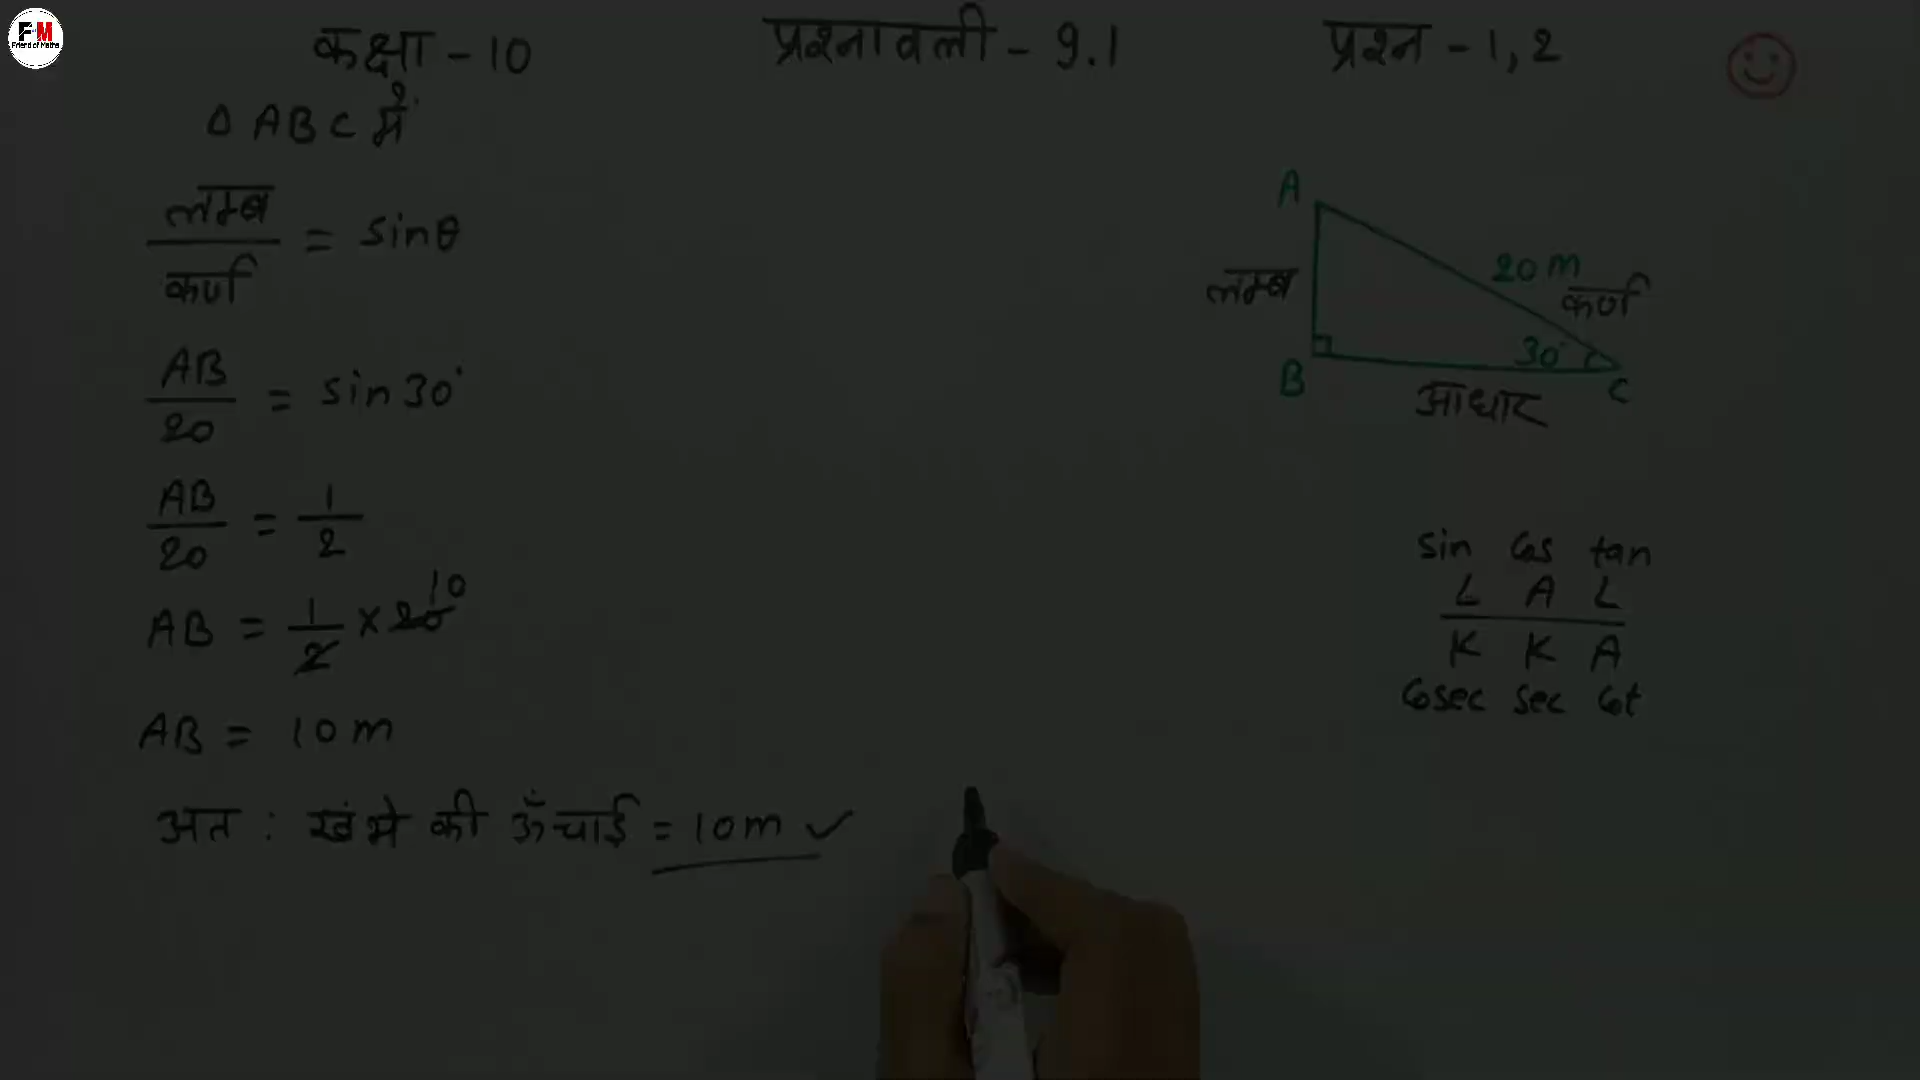 F=M
Friend of Maths
कक्षा - 10
प्रश्नावली - 9.1
प्रश्न - 1, 2
Δ ABC में
लम्ब / कर्ण = sinθ
AB / 20 = sin 30°
AB / 20 = 1 / 2
AB = 1 / 2 × 20 10
AB = 10 m
अत : खंभे की ऊँचाई = 10m ✓
A
20 m
लम्ब
कर्ण
30°
B
C
आधार
sin cos tan
L A L
K K A
cosec sec cot